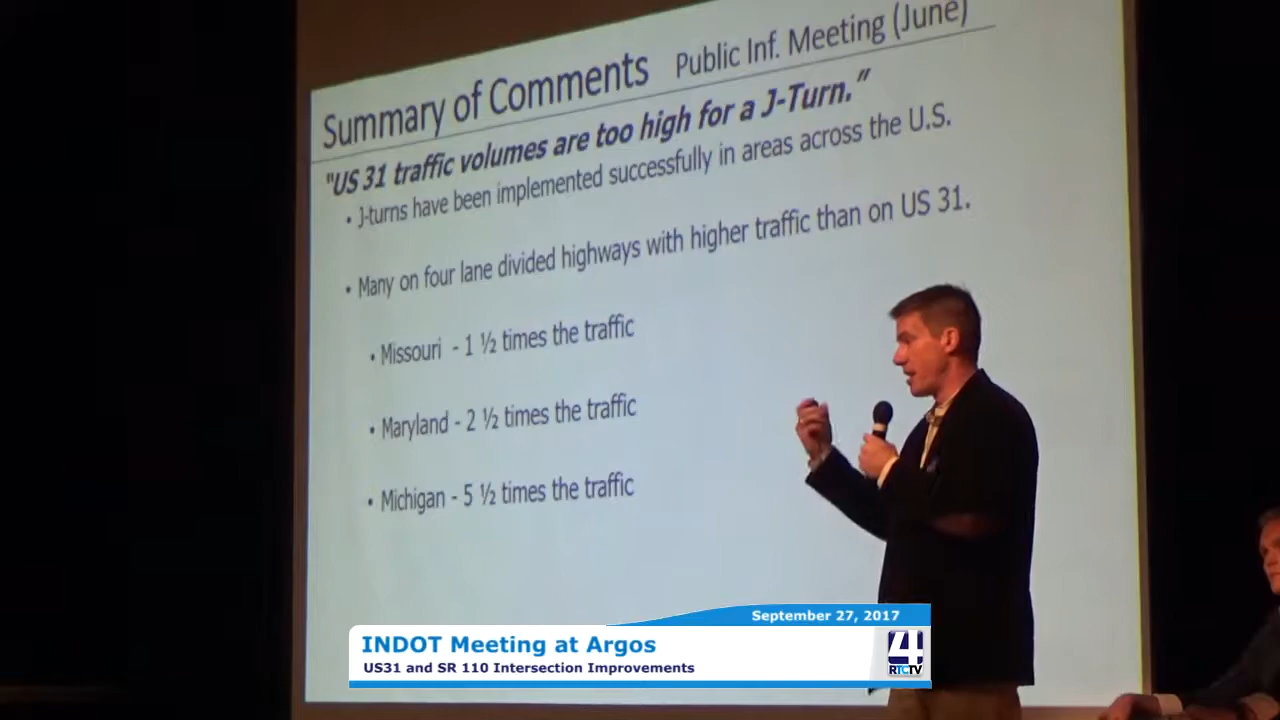 Summary of Comments Public Inf. Meeting (June)
"US 31 traffic volumes are too high for a J-Turn."
• J-turns have been implemented successfully in areas across the U.S.
• Many on four lane divided highways with higher traffic than on US 31.
• Missouri - 1 ½ times the traffic
• Maryland - 2 ½ times the traffic
• Michigan - 5 ½ times the traffic
September 27, 2017
INDOT Meeting at Argos
US31 and SR 110 Intersection Improvements
4
RTCTV